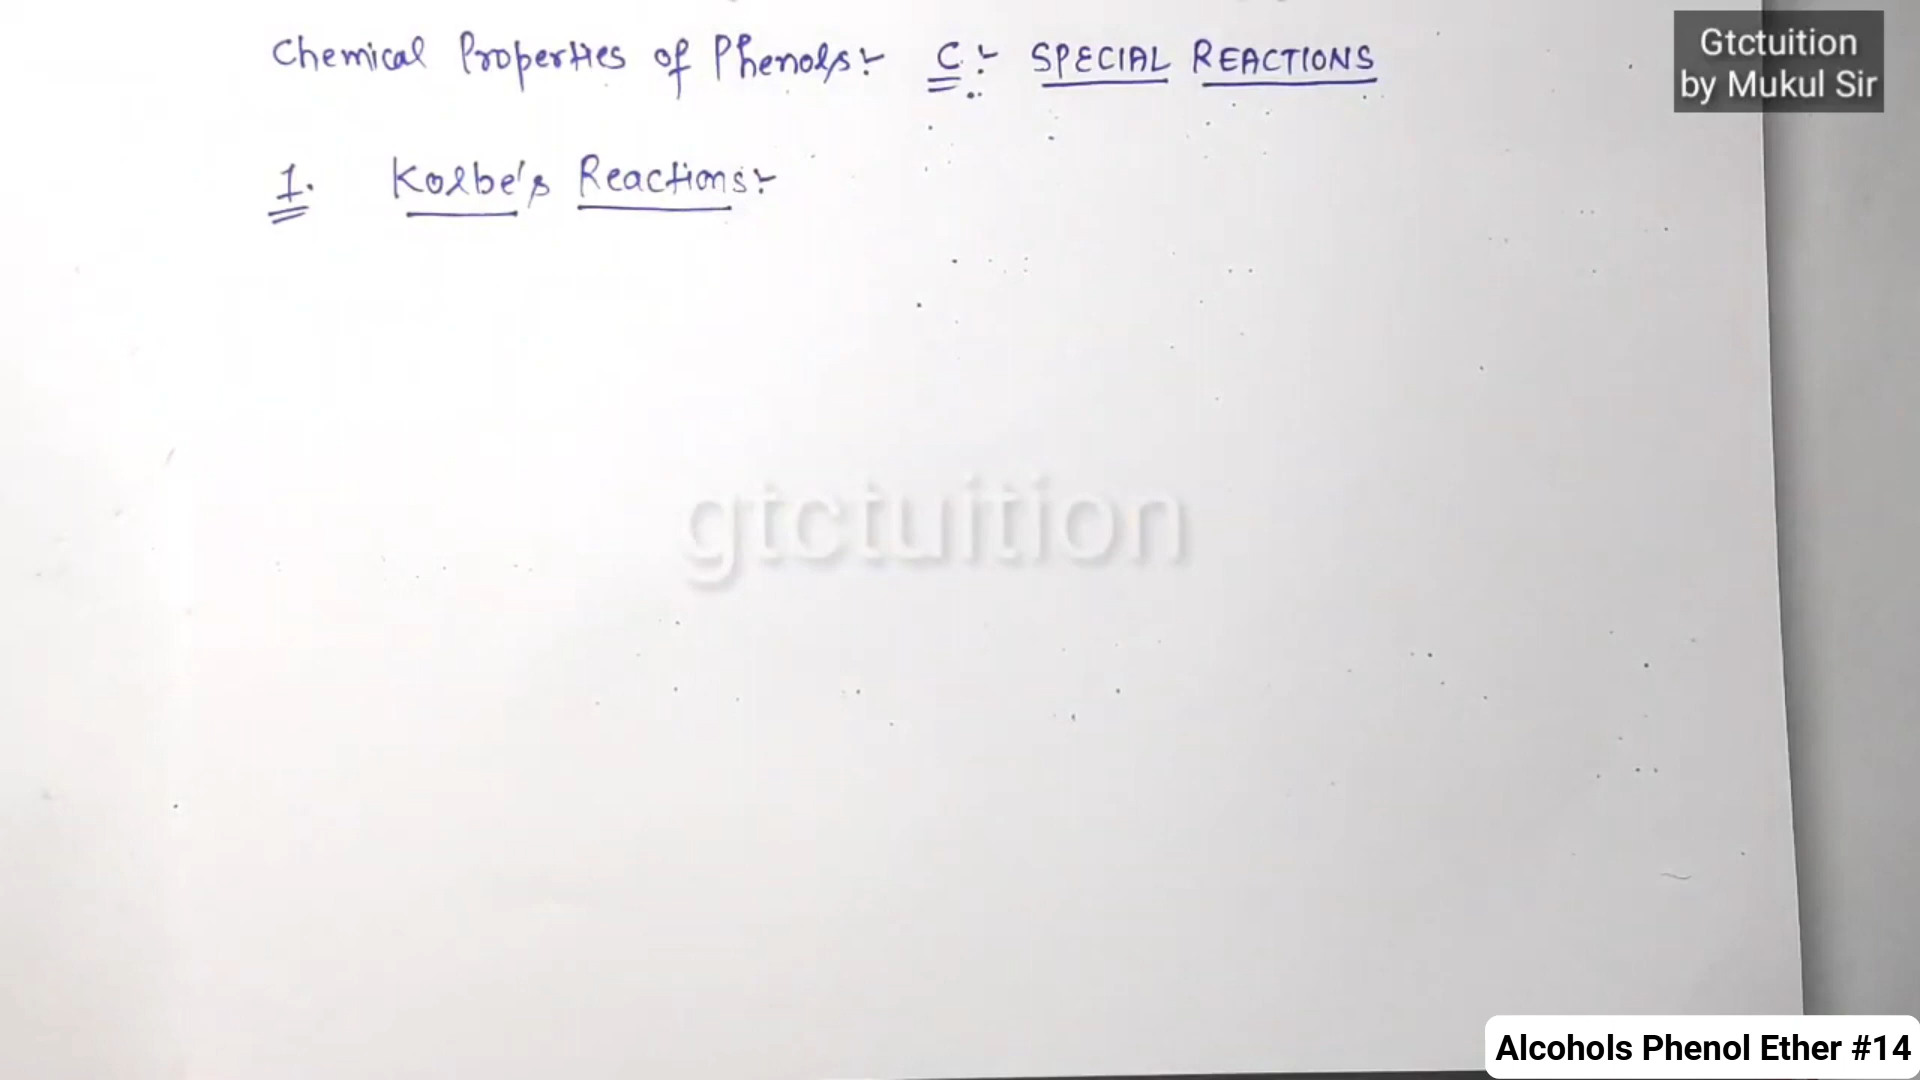 Chemical Properties of Phenols:- C:- SPECIAL REACTIONS
Gtctuition
by Mukul Sir
1. Kolbe's Reactions:-
gtctuition
Alcohols Phenol Ether #14